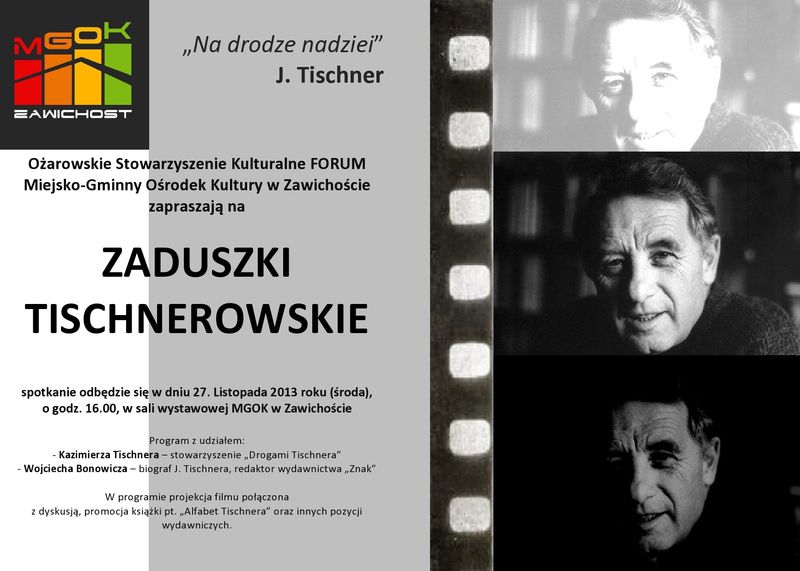 MGOK
ZAWICHOST
„Na drodze nadziei”
J. Tischner
Ożarowskie Stowarzyszenie Kulturalne FORUM
Miejsko-Gminny Ośrodek Kultury w Zawichoście
zapraszają na
ZADUSZKI
TISCHNEROWSKIE
spotkanie odbędzie się w dniu 27. Listopada 2013 roku (środa),
o godz. 16.00, w sali wystawowej MGOK w Zawichoście
Program z udziałem:
- Kazimierza Tischnera – stowarzyszenie „Drogami Tischnera”
- Wojciecha Bonowicza – biograf J. Tischnera, redaktor wydawnictwa „Znak”
W programie projekcja filmu połączona
z dyskusją, promocja książki pt. „Alfabet Tischnera” oraz innych pozycji
wydawniczych.